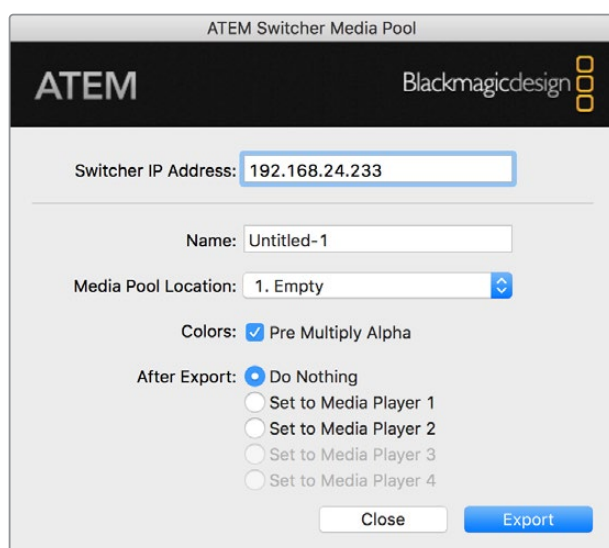 ATEM Switcher Media Pool
ATEM Blackmagicdesign
Switcher IP Address: 192.168.24.233
Name: Untitled-1
Media Pool Location: 1. Empty
Colors: Pre Multiply Alpha
After Export: Do Nothing
Set to Media Player 1
Set to Media Player 2
Set to Media Player 3
Set to Media Player 4
Close Export